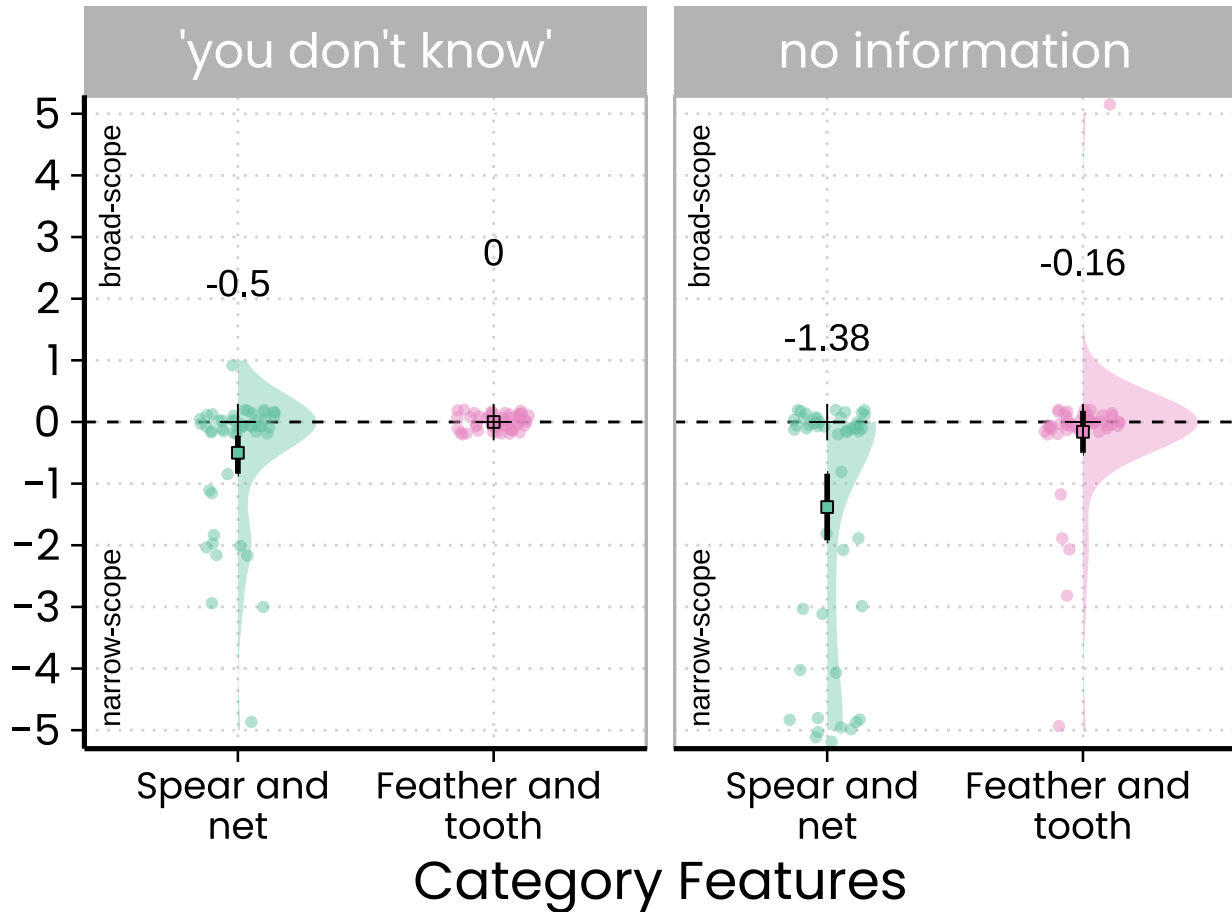 'you don't know'
no information
5
4
3
2
1
0
−1
−2
−3
−4
−5
broad-scope
narrow-scope
-0.5
0
broad-scope
narrow-scope
-1.38
-0.16
Spear and
net
Feather and
tooth
Spear and
net
Feather and
tooth
Category Features